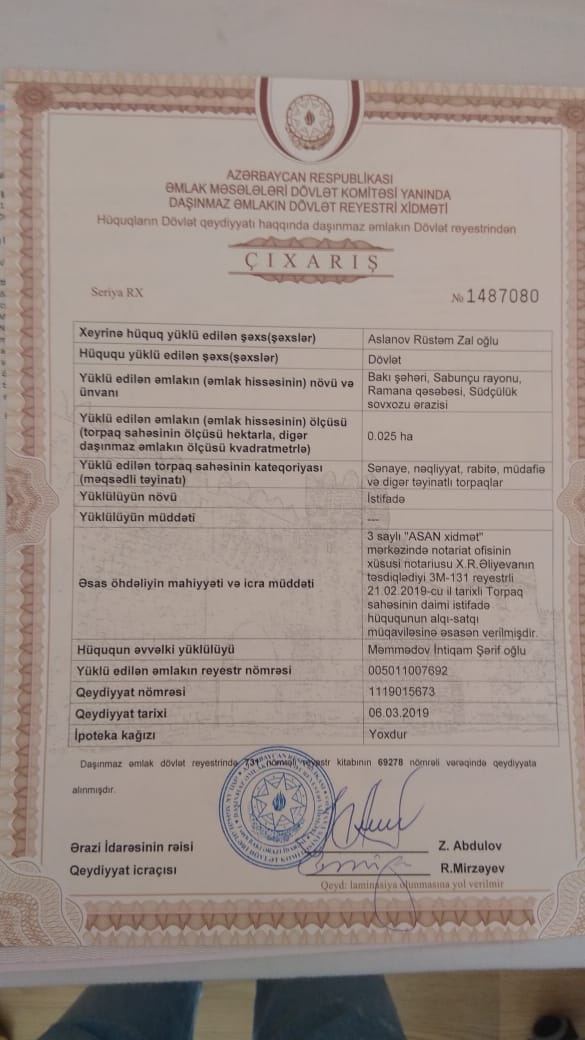 AZƏRBAYCAN RESPUBLİKASI
ƏMLAK MƏSƏLƏLƏRİ DÖVLƏT KOMİTƏSİ YANINDA
DAŞINMAZ ƏMLAKIN DÖVLƏT REYESTRİ XİDMƏTİ
Hüquqların Dövlət qeydiyyatı haqqında daşınmaz əmlakın Dövlət reyestrindən
ÇIXARIŞ
Seriya RX
№ 1487080
Xeyrinə hüquq yüklü edilən şəxs(şəxslər)
Aslanov Rüstəm Zal oğlu
Hüququ yüklü edilən şəxs(şəxslər)
Dövlət
Yüklü edilən əmlakın (əmlak hissəsinin) növü və
ünvanı
Bakı şəhəri, Sabunçu rayonu,
Ramana qəsəbəsi, Südçülük
sovxozu ərazisi
Yüklü edilən əmlakın (əmlak hissəsinin) ölçüsü
(torpaq sahəsinin ölçüsü hektarla, digər
daşınmaz əmlakın ölçüsü kvadratmetrlə)
0.025 ha
Yüklü edilən torpaq sahəsinin kateqoriyası
(məqsədli təyinatı)
Sənaye, nəqliyyat, rabitə, müdafiə
və digər təyinatlı torpaqlar
Yüklülüyün növü
İstifadə
Yüklülüyün müddəti
---
Əsas öhdəliyin mahiyyəti və icra müddəti
3 saylı "ASAN xidmət"
mərkəzində notariat ofisinin
xüsusi notariusu X.R.Əliyevanın
təsdiqlədiyi 3M-131 reyestrli
21.02.2019-cu il tarixli Torpaq
sahəsinin daimi istifadə
hüququnun alqı-satqı
müqaviləsinə əsasən verilmişdir.
Hüququn əvvəlki yüklülüyü
Məmmədov İntiqam Şərif oğlu
Yüklü edilən əmlakın reyestr nömrəsi
005011007692
Qeydiyyat nömrəsi
1119015673
Qeydiyyat tarixi
06.03.2019
İpoteka kağızı
Yoxdur
Daşınmaz əmlak dövlət reyestrində 731 nömrəli reyestr kitabının 69278 nömrəli vərəqində qeydiyyata
alınmışdır.
Ərazi İdarəsinin rəisi
Z. Abdulov
Qeydiyyat icraçısı
R.Mirzəyev
Qeyd: laminasiya olunmasına yol verilmir